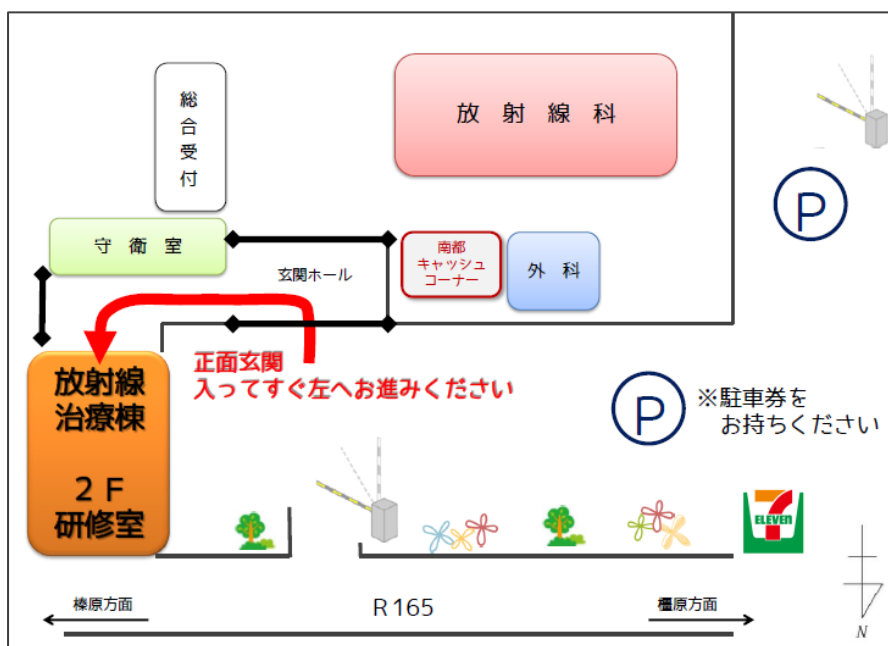 総合受付
放射線科
P
守衛室
玄関ホール
南都
キャッシュ
コーナー
外科
正面玄関
入ってすぐ左へお進みください
放射線
治療棟
２Ｆ
研修室
P
※駐車券を
お持ちください
7
ELEVEN
榛原方面
Ｒ165
橿原方面
N